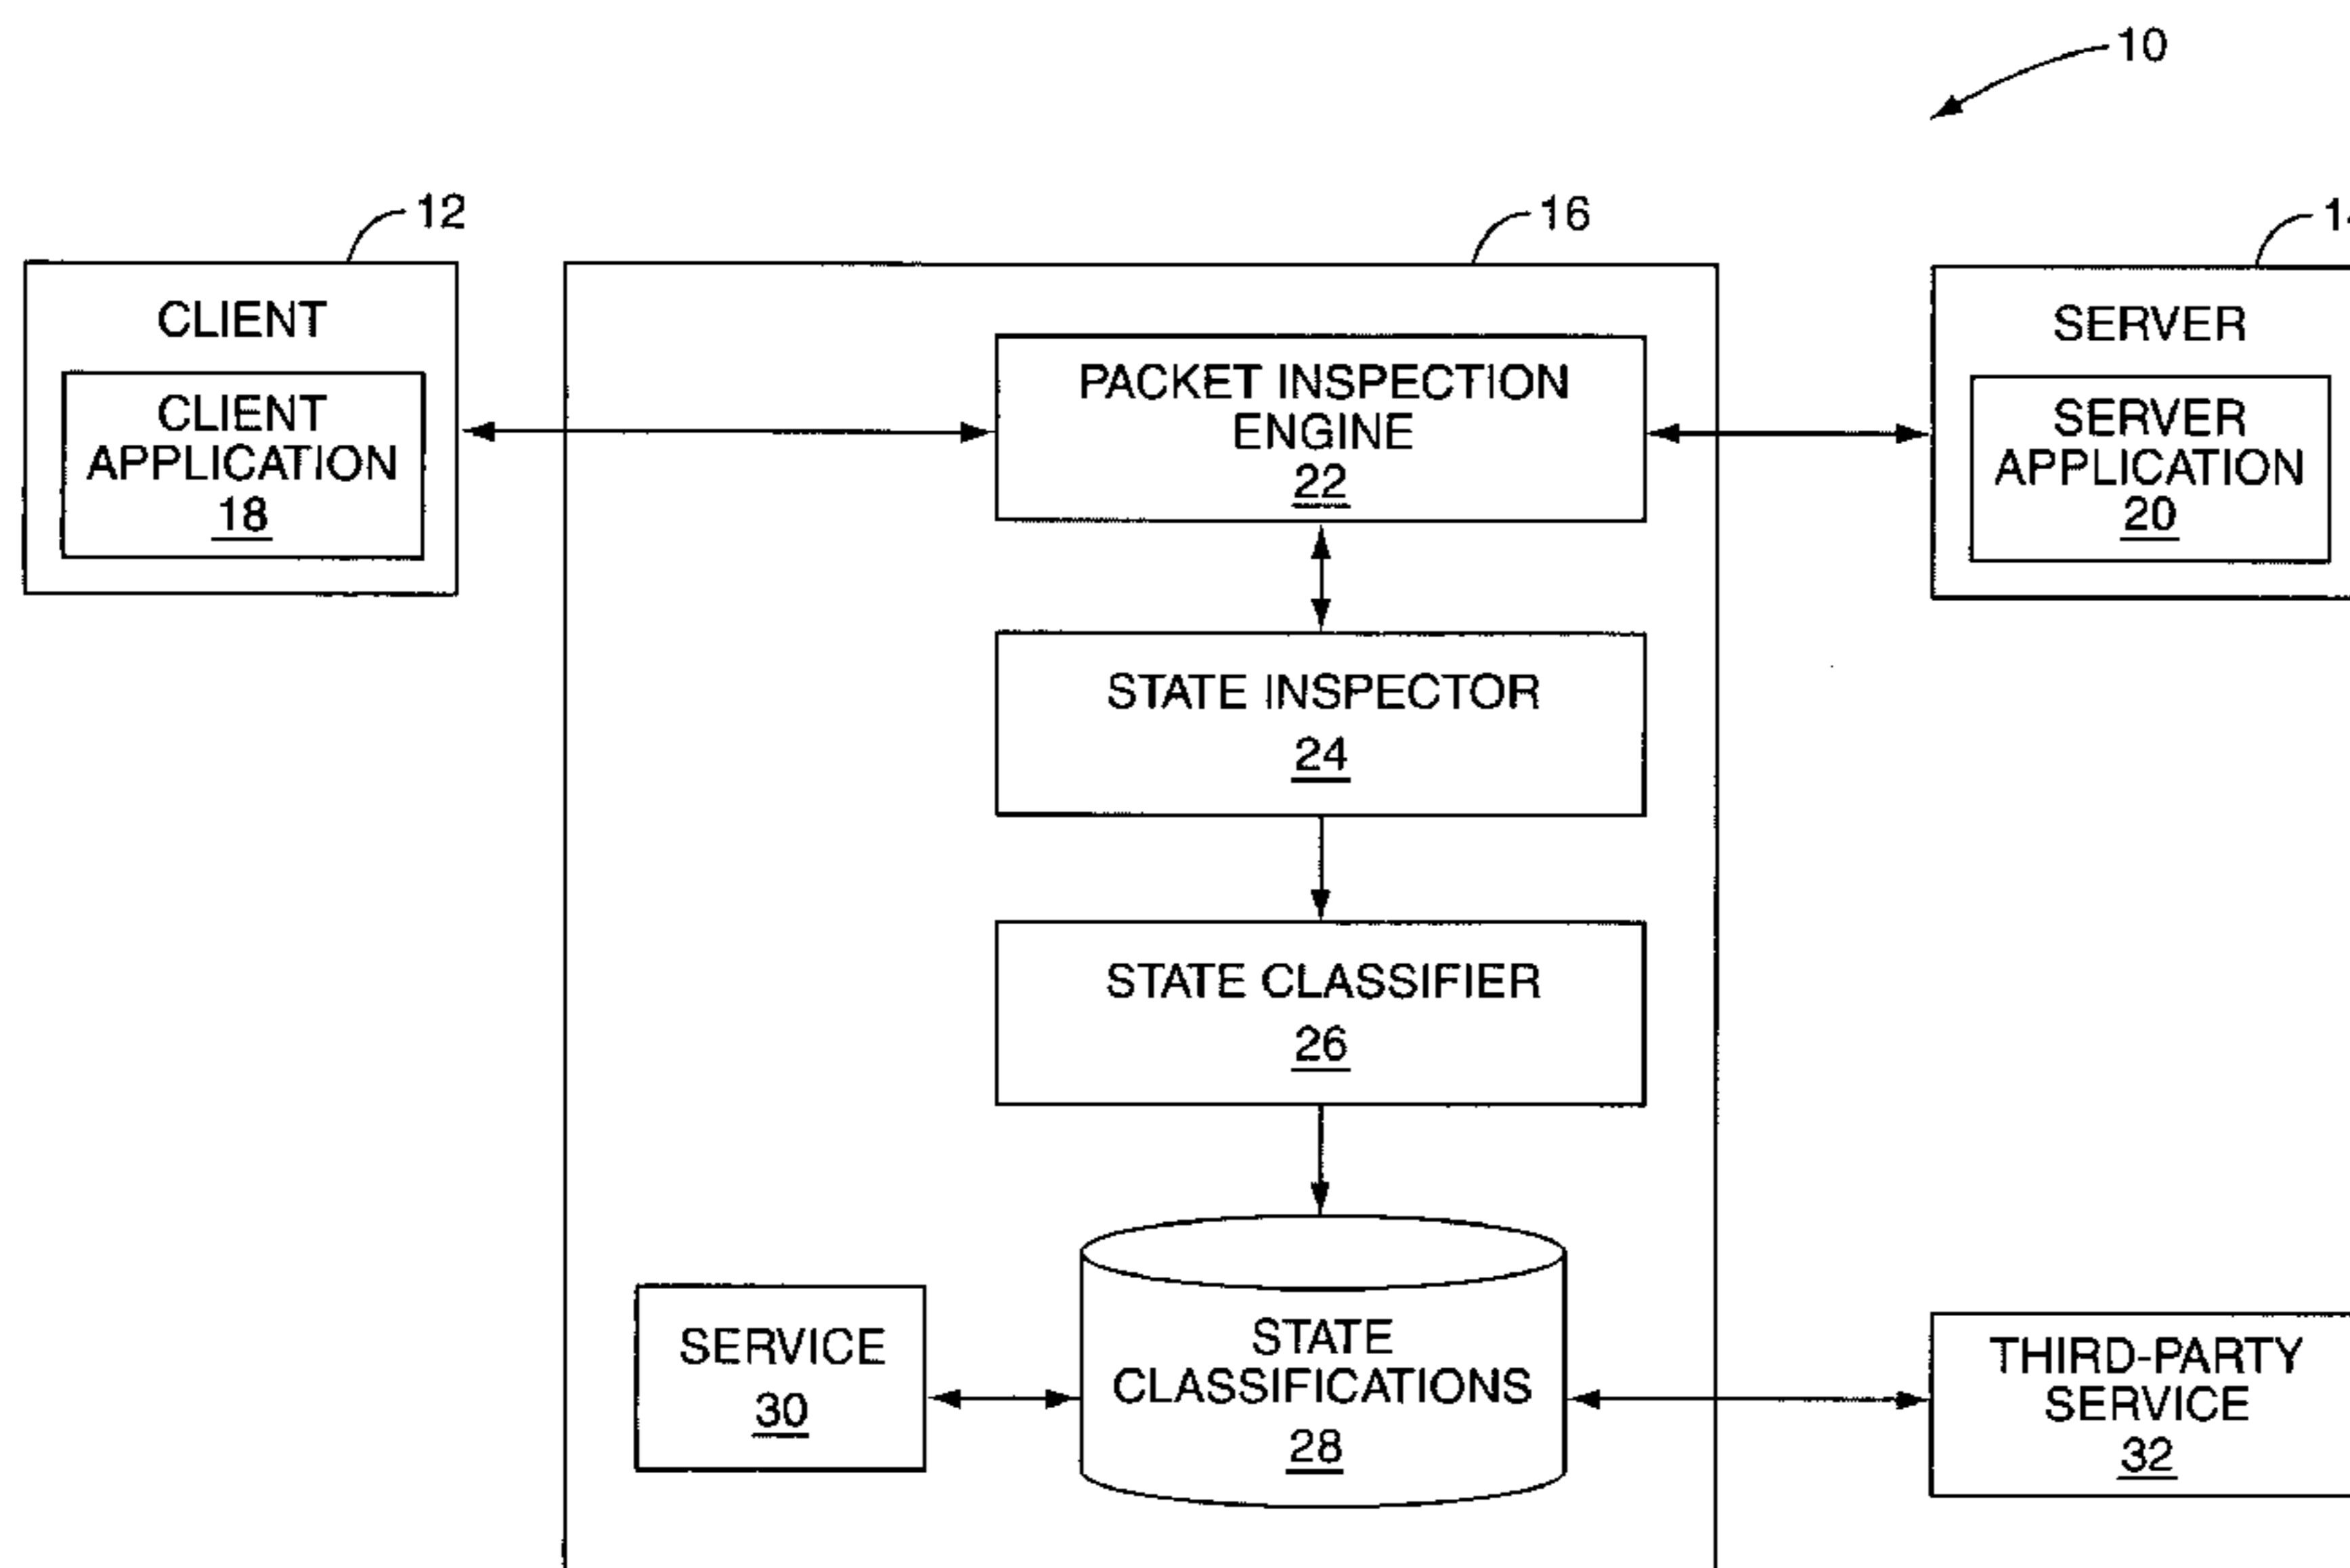 10
12
16
CLIENT
CLIENT
APPLICATION
18
PACKET INSPECTION
ENGINE
22
SERVER
SERVER
APPLICATION
20
STATE INSPECTOR
24
STATE CLASSIFIER
26
SERVICE
30
STATE
CLASSIFICATIONS
28
THIRD-PARTY
SERVICE
32